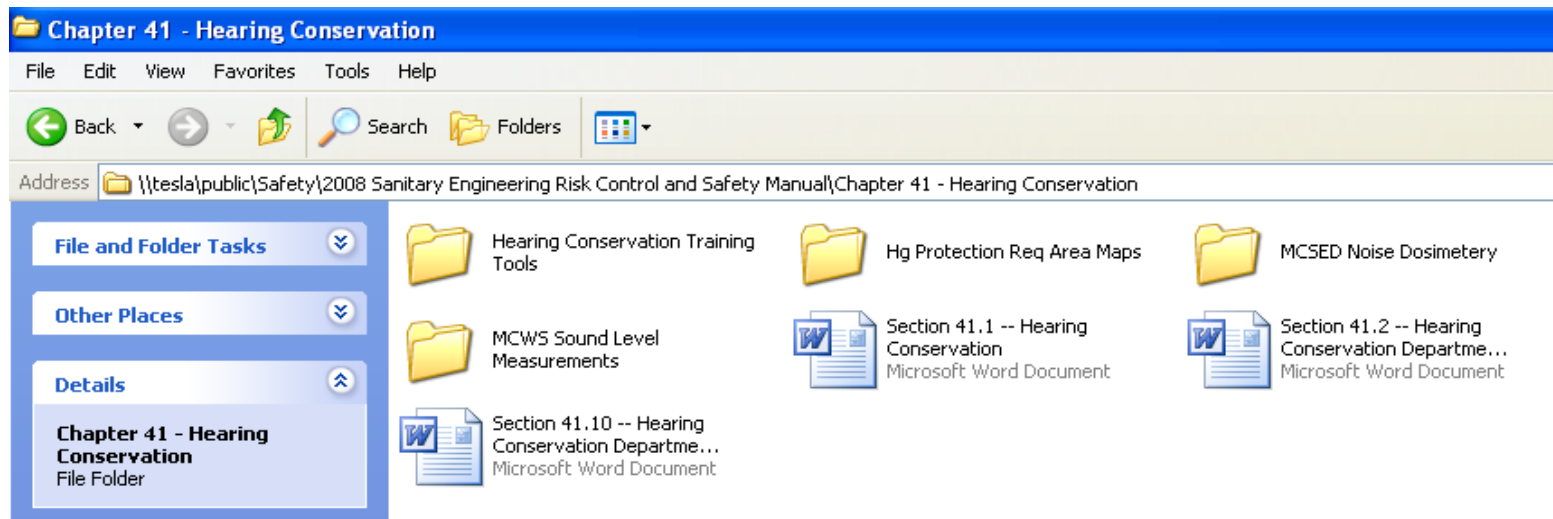 Chapter 41 - Hearing Conservation
File Edit View Favorites Tools Help
Back Search Folders
Address \\tesla\public\Safety\2008 Sanitary Engineering Risk Control and Safety Manual\Chapter 41 - Hearing Conservation
File and Folder Tasks
Other Places
Details
Chapter 41 - Hearing
Conservation
File Folder
Hearing Conservation Training
Tools
Hg Protection Req Area Maps
MCSED Noise Dosimetery
MCWS Sound Level
Measurements
Section 41.1 -- Hearing
Conservation
Microsoft Word Document
Section 41.2 -- Hearing
Conservation Departme...
Microsoft Word Document
Section 41.10 -- Hearing
Conservation Departme...
Microsoft Word Document